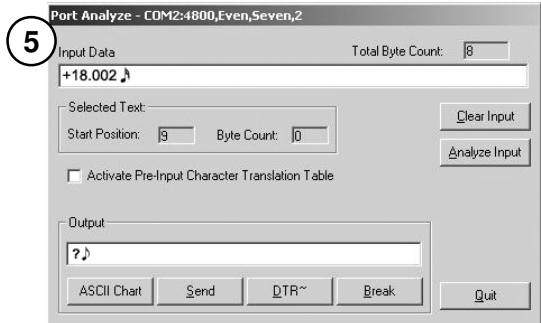 Port Analyze - COM2:4800,Even,Seven,2
5
Input Data Total Byte Count: 8
+18.002♪
Selected Text:
Start Position: 9 Byte Count: 0
Clear Input
Analyze Input
Activate Pre-Input Character Translation Table
Output
?♪
ASCII Chart Send DTR~ Break Quit